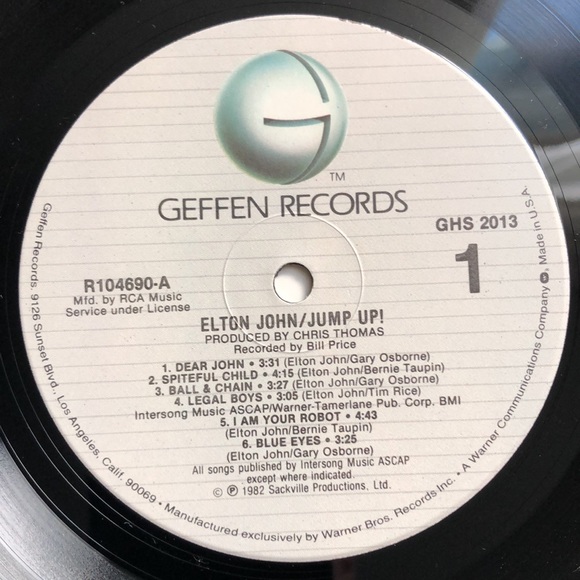 TM
GEFFEN RECORDS
GHS 2013
1
R104690-A
Mfd. by RCA Music
Service under License
ELTON JOHN/JUMP UP!
PRODUCED BY CHRIS THOMAS
Recorded by Bill Price
1. DEAR JOHN • 3:31 (Elton John/Gary Osborne)
2. SPITEFUL CHILD • 4:15 (Elton John/Bernie Taupin)
3. BALL & CHAIN • 3:27 (Elton John/Gary Osborne)
4. LEGAL BOYS • 3:05 (Elton John/Tim Rice)
Intersong Music ASCAP/Warner-Tamerlane Pub. Corp. BMI
5. I AM YOUR ROBOT • 4:43
(Elton John/Bernie Taupin)
6. BLUE EYES • 3:25
(Elton John/Gary Osborne)
All songs published by Intersong Music ASCAP
except where indicated.
© ℗ 1982 Sackville Productions, Ltd.
Geffen Records, 9126 Sunset Blvd., Los Angeles, Calif. 90069 • Manufactured exclusively by Warner Bros. Records Inc. • A Warner Communications Company • Made in U.S.A.